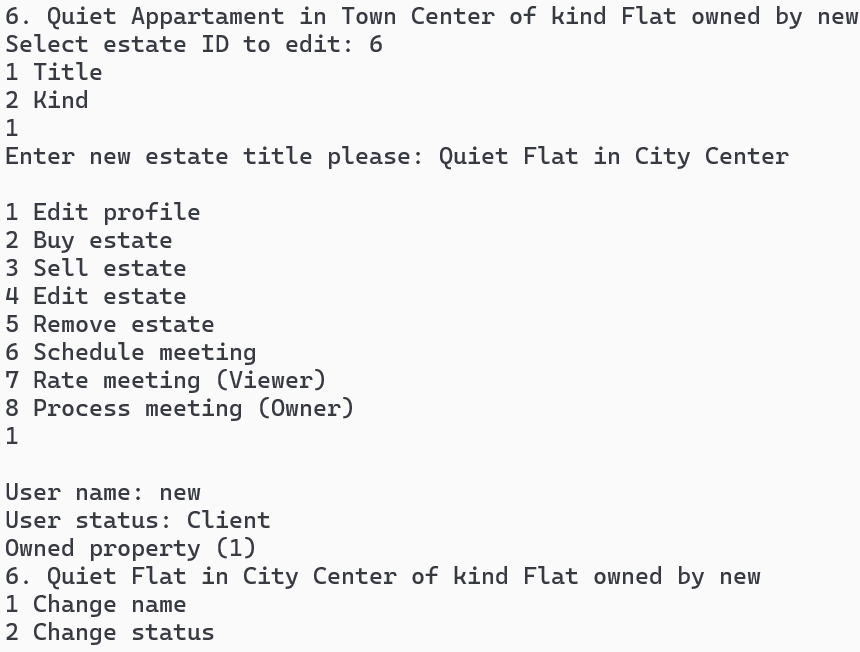 6. Quiet Appartament in Town Center of kind Flat owned by new
Select estate ID to edit: 6
1 Title
2 Kind
1
Enter new estate title please: Quiet Flat in City Center
1 Edit profile
2 Buy estate
3 Sell estate
4 Edit estate
5 Remove estate
6 Schedule meeting
7 Rate meeting (Viewer)
8 Process meeting (Owner)
1
User name: new
User status: Client
Owned property (1)
6. Quiet Flat in City Center of kind Flat owned by new
1 Change name
2 Change status